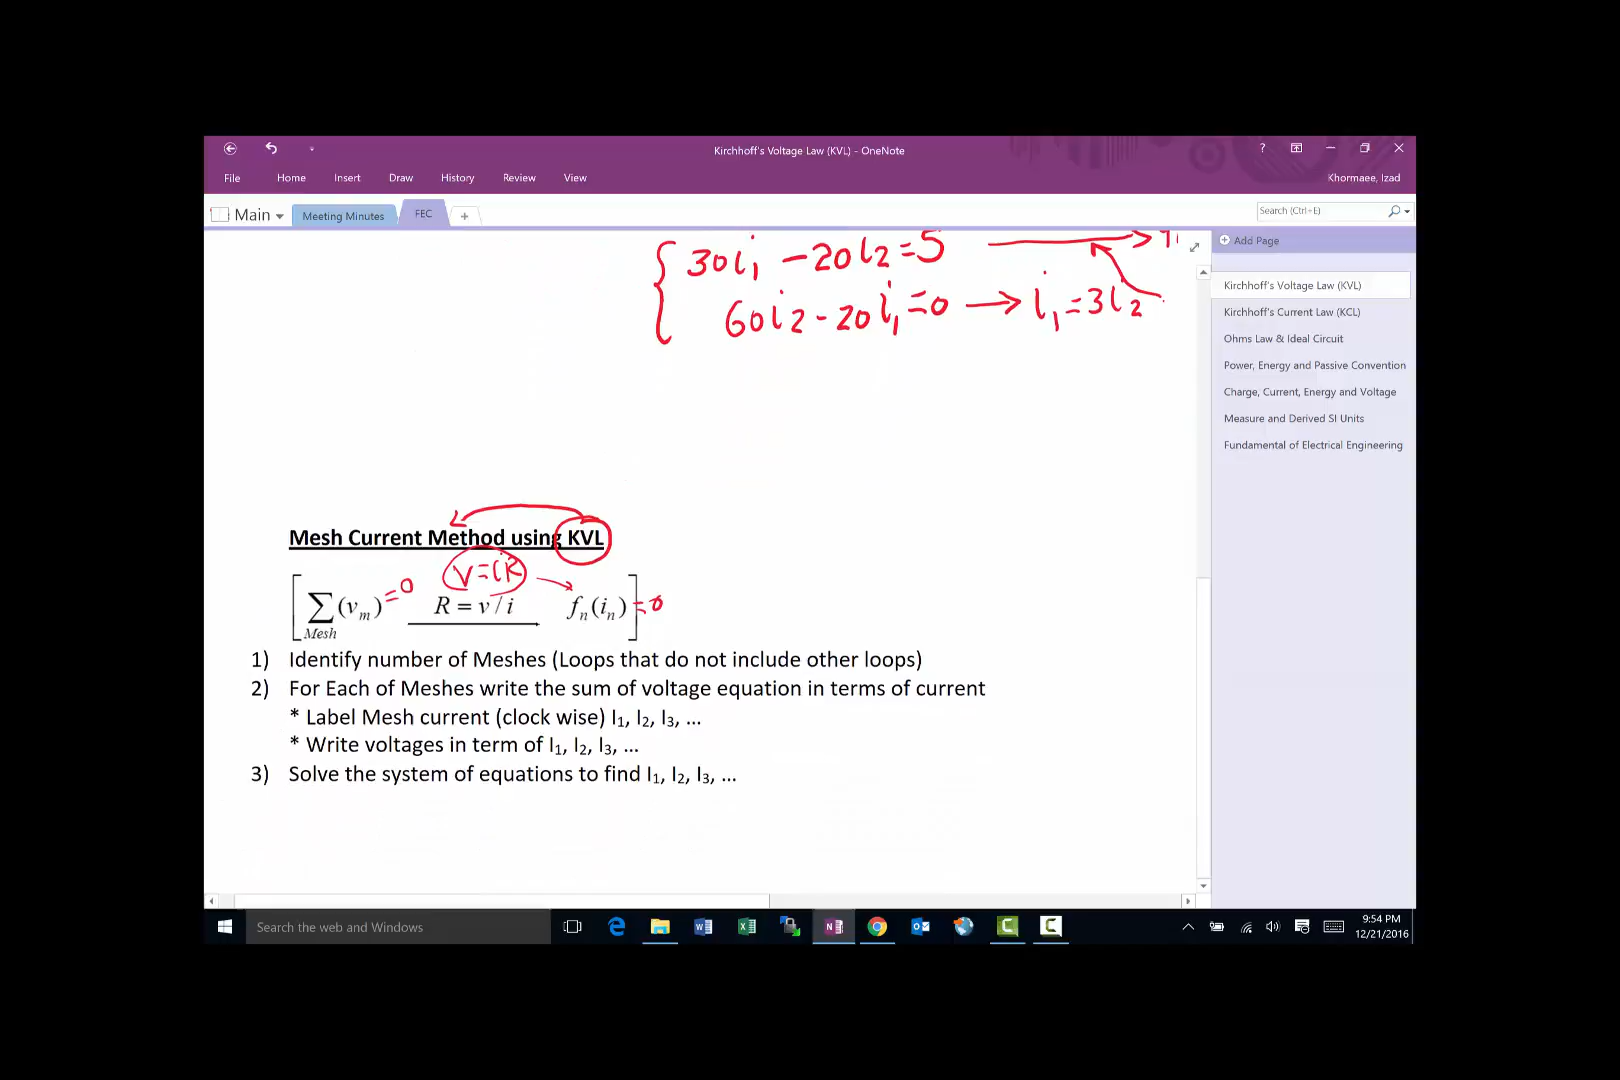 Kirchhoff's Voltage Law (KVL) - OneNote
?
File Home Insert Draw History Review View
Khormaee, Izad
Main Meeting Minutes FEC +
Search (Ctrl+E)
Add Page
30i₁ - 20i₂ = 5
60i₂ - 20i₁ = 0 → i₁ = 3i₂
Kirchhoff's Voltage Law (KVL)
Kirchhoff's Current Law (KCL)
Ohms Law & Ideal Circuit
Power, Energy and Passive Convention
Charge, Current, Energy and Voltage
Measure and Derived SI Units
Fundamental of Electrical Engineering
Mesh Current Method using KVL
V = iR
[∑(vₘ) = 0 R = v / i fₙ(iₙ)] = 0
Mesh
1) Identify number of Meshes (Loops that do not include other loops)
2) For Each of Meshes write the sum of voltage equation in terms of current
* Label Mesh current (clock wise) I₁, I₂, I₃, ...
* Write voltages in term of I₁, I₂, I₃, ...
3) Solve the system of equations to find I₁, I₂, I₃, ...
Search the web and Windows
9:54 PM
12/21/2016